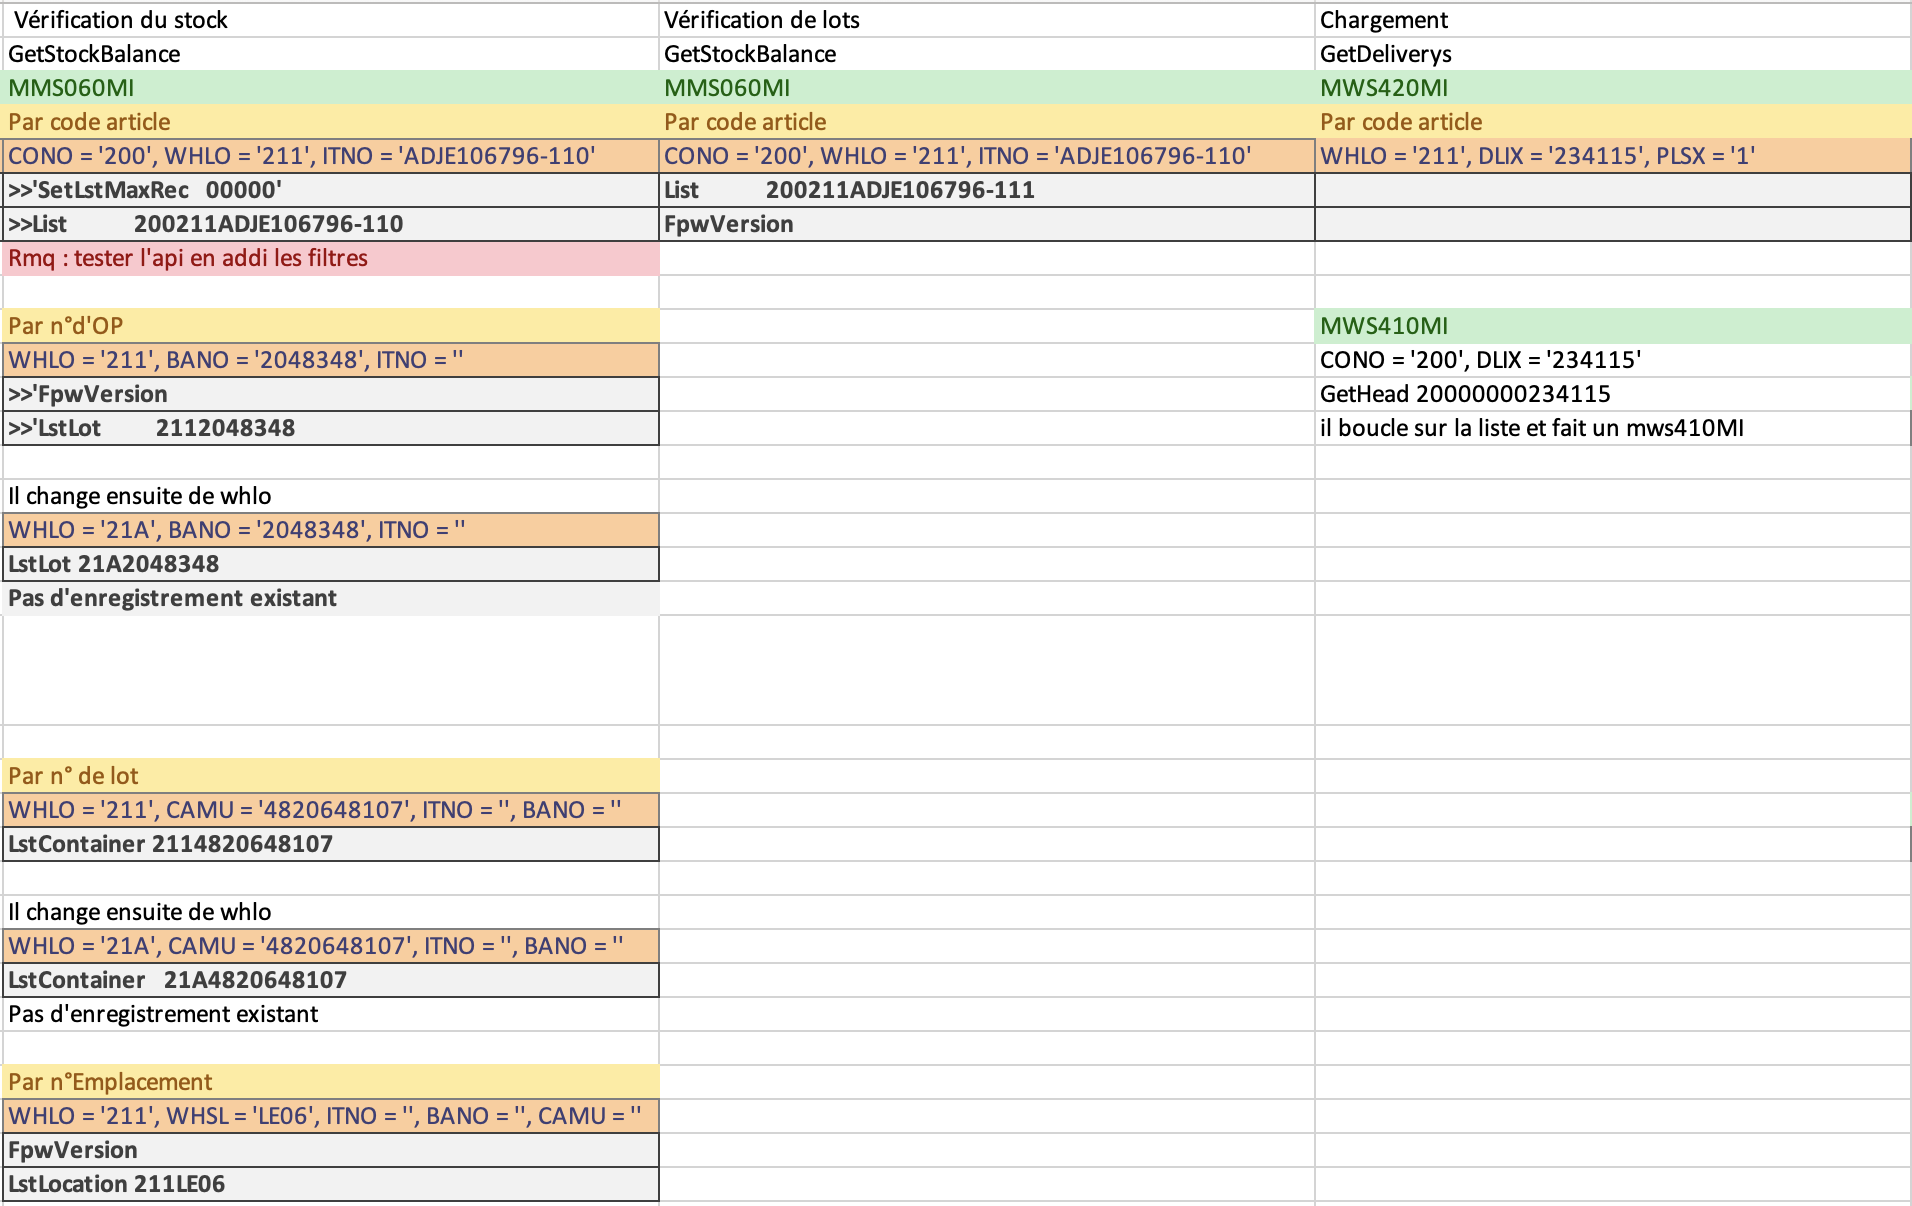 Vérification du stock
Vérification de lots
Chargement
GetStockBalance
GetStockBalance
GetDeliverys
MMS060MI
MMS060MI
MWS420MI
Par code article
Par code article
Par code article
CONO = '200', WHLO = '211', ITNO = 'ADJE106796-110'
CONO = '200', WHLO = '211', ITNO = 'ADJE106796-110'
WHLO = '211', DLIX = '234115', PLSX = '1'
>>'SetLstMaxRec   00000'
List          200211ADJE106796-111
>>List          200211ADJE106796-110
FpwVersion
Rmq : tester l'api en addi les filtres
Par n°d'OP
MWS410MI
WHLO = '211', BANO = '2048348', ITNO = ''
CONO = '200', DLIX = '234115'
>>'FpwVersion
GetHead 20000000234115
>>'LstLot        2112048348
il boucle sur la liste et fait un mws410MI
Il change ensuite de whlo
WHLO = '21A', BANO = '2048348', ITNO = ''
LstLot 21A2048348
Pas d'enregistrement existant
Par n° de lot
WHLO = '211', CAMU = '4820648107', ITNO = '', BANO = ''
LstContainer 2114820648107
Il change ensuite de whlo
WHLO = '21A', CAMU = '4820648107', ITNO = '', BANO = ''
LstContainer   21A4820648107
Pas d'enregistrement existant
Par n°Emplacement
WHLO = '211', WHSL = 'LE06', ITNO = '', BANO = '', CAMU = ''
FpwVersion
LstLocation 211LE06